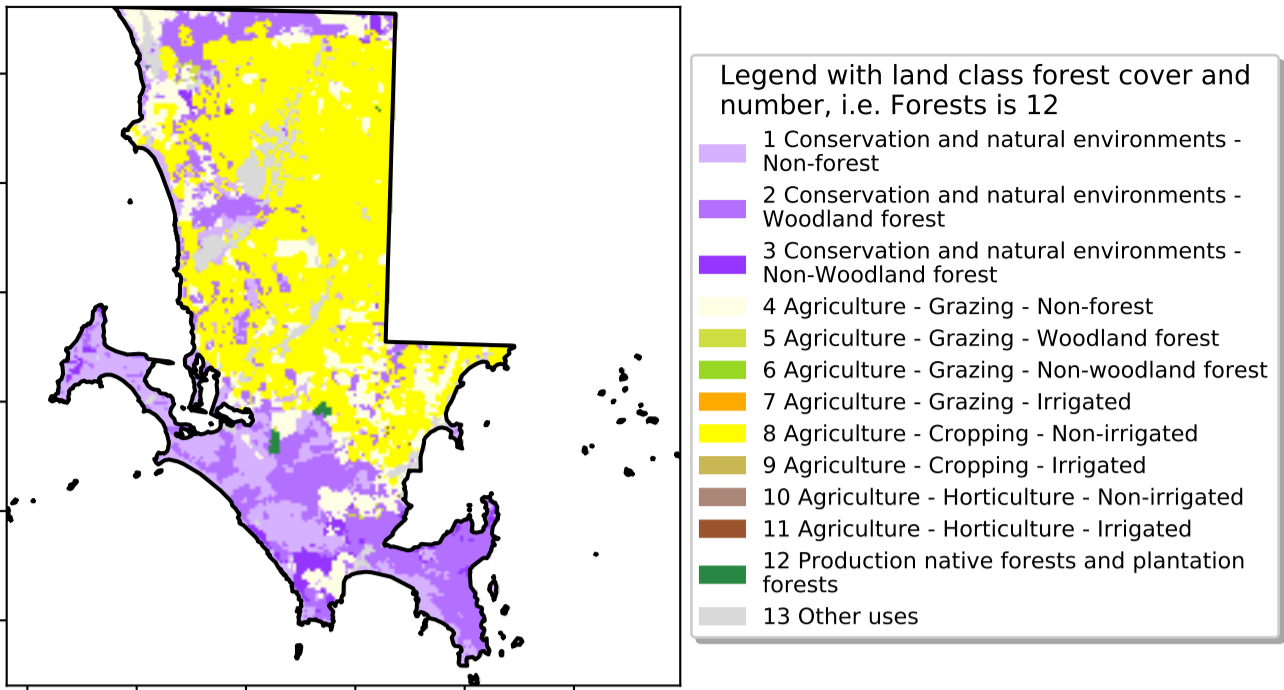 Legend with land class forest cover and
number, i.e. Forests is 12
1 Conservation and natural environments -
Non-forest
2 Conservation and natural environments -
Woodland forest
3 Conservation and natural environments -
Non-Woodland forest
4 Agriculture - Grazing - Non-forest
5 Agriculture - Grazing - Woodland forest
6 Agriculture - Grazing - Non-woodland forest
7 Agriculture - Grazing - Irrigated
8 Agriculture - Cropping - Non-irrigated
9 Agriculture - Cropping - Irrigated
10 Agriculture - Horticulture - Non-irrigated
11 Agriculture - Horticulture - Irrigated
12 Production native forests and plantation
forests
13 Other uses